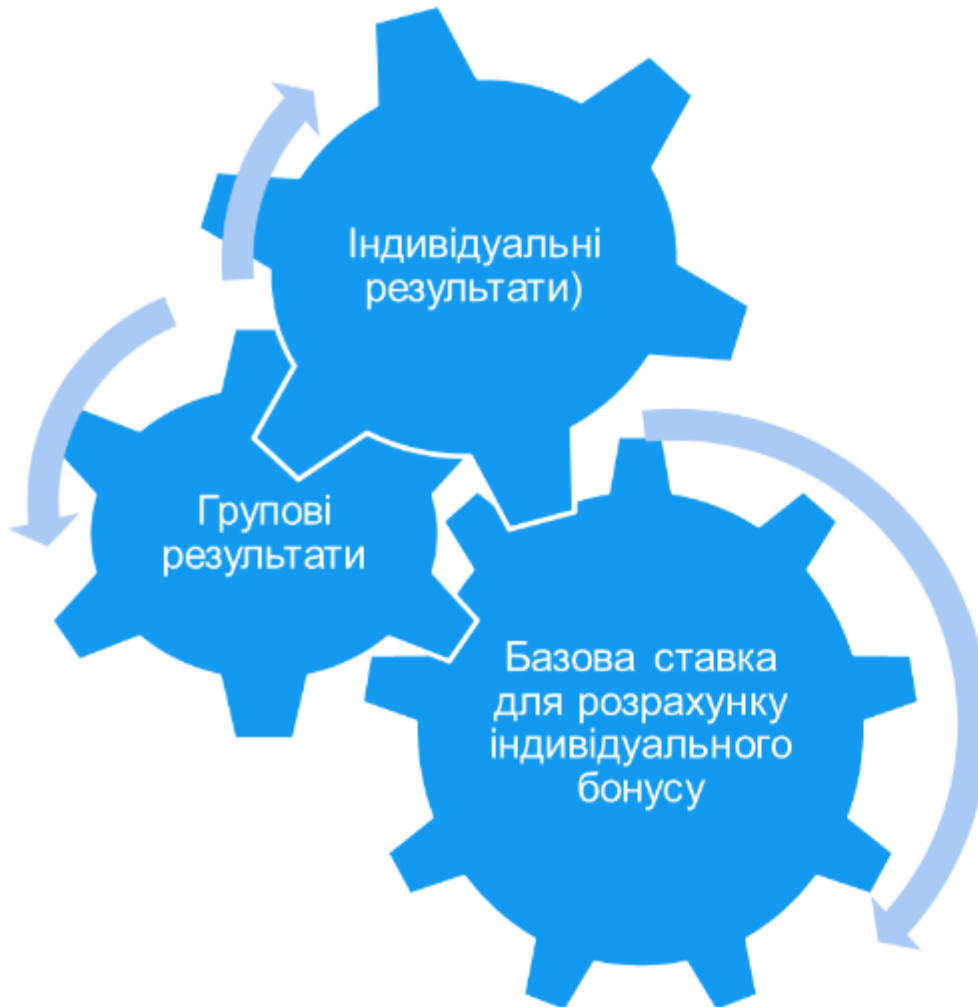 Індивідуальні
результати)
Групові
результати
Базова ставка
для розрахунку
індивідуального
бонусу